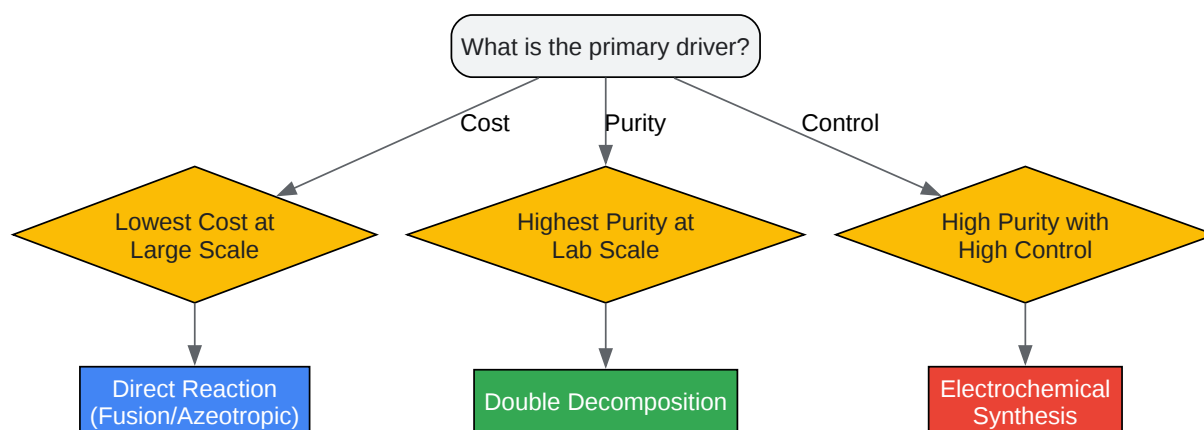 What is the primary driver?
Cost
Purity
Control
Lowest Cost at
Large Scale
Highest Purity at
Lab Scale
High Purity with
High Control
Direct Reaction
(Fusion/Azeotropic)
Double Decomposition
Electrochemical
Synthesis